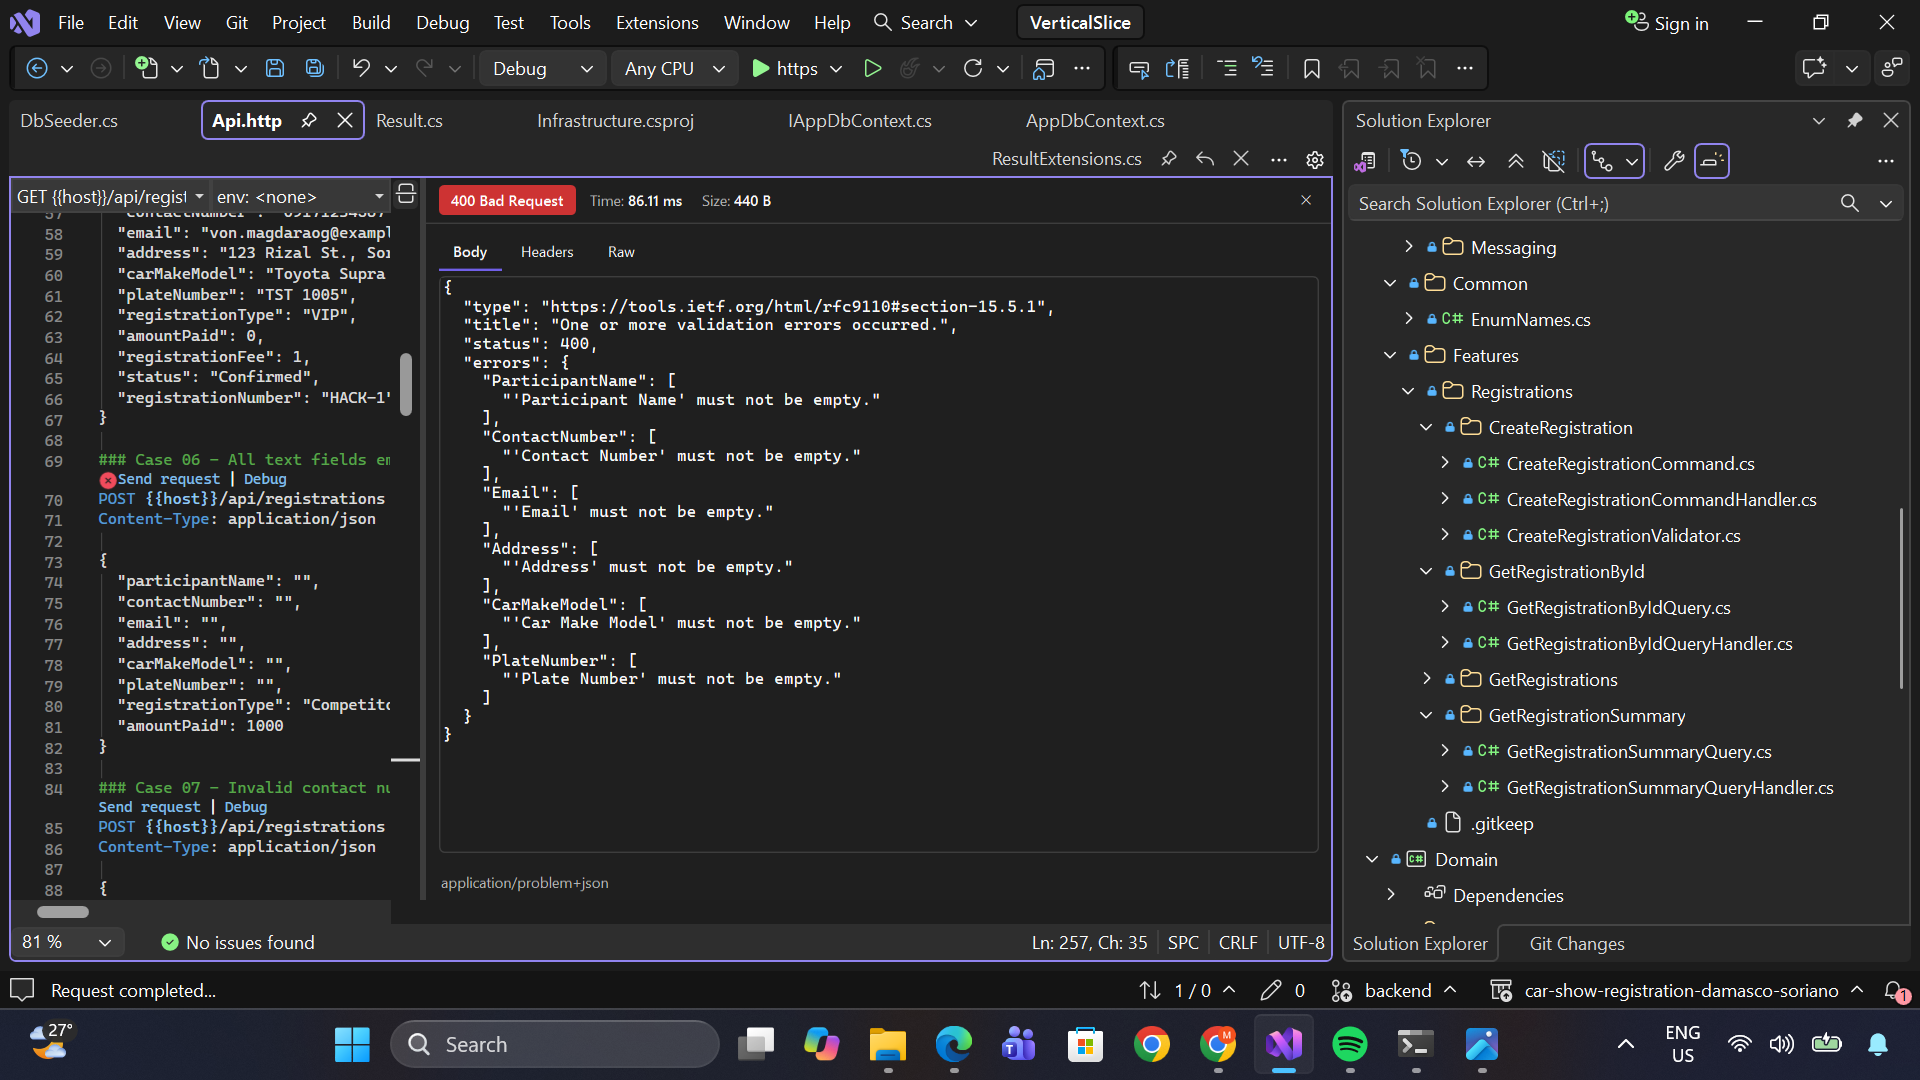 File Edit View Git Project Build Debug Test Tools Extensions Window Help Search VerticalSlice Sign in
Debug Any CPU https
DbSeeder.cs Api.http Result.cs Infrastructure.csproj IAppDbContext.cs AppDbContext.cs
ResultExtensions.cs
GET {{host}}/api/regist env: <none>
58 "email": "von.magdaraog@exampl
59 "address": "123 Rizal St., So
60 "carMakeModel": "Toyota Supra
61 "plateNumber": "TST 1005",
62 "registrationType": "VIP",
63 "amountPaid": 0,
64 "registrationFee": 1,
65 "status": "Confirmed",
66 "registrationNumber": "HACK-1"
67 }
68
69 ### Case 06 - All text fields em
Send request | Debug
70 POST {{host}}/api/registrations
71 Content-Type: application/json
72
73 {
74 "participantName": "",
75 "contactNumber": "",
76 "email": "",
77 "address": "",
78 "carMakeModel": "",
79 "plateNumber": "",
80 "registrationType": "Competito
81 "amountPaid": 1000
82 }
83
84 ### Case 07 - Invalid contact nu
Send request | Debug
85 POST {{host}}/api/registrations
86 Content-Type: application/json
87
88 {
81 % No issues found Ln: 257, Ch: 35 SPC CRLF UTF-8
400 Bad Request Time: 86.11 ms Size: 440 B
Body Headers Raw
{
"type": "https://tools.ietf.org/html/rfc9110#section-15.5.1",
"title": "One or more validation errors occurred.",
"status": 400,
"errors": {
"ParticipantName": [
"'Participant Name' must not be empty."
],
"ContactNumber": [
"'Contact Number' must not be empty."
],
"Email": [
"'Email' must not be empty."
],
"Address": [
"'Address' must not be empty."
],
"CarMakeModel": [
"'Car Make Model' must not be empty."
],
"PlateNumber": [
"'Plate Number' must not be empty."
]
}
}
application/problem+json
Solution Explorer
Search Solution Explorer (Ctrl+;)
Messaging
Common
C# EnumNames.cs
Features
Registrations
CreateRegistration
C# CreateRegistrationCommand.cs
C# CreateRegistrationCommandHandler.cs
C# CreateRegistrationValidator.cs
GetRegistrationById
C# GetRegistrationByIdQuery.cs
C# GetRegistrationByIdQueryHandler.cs
GetRegistrations
GetRegistrationSummary
C# GetRegistrationSummaryQuery.cs
C# GetRegistrationSummaryQueryHandler.cs
.gitkeep
C# Domain
Dependencies
Solution Explorer Git Changes
Request completed... 1 / 0 0 backend car-show-registration-damasco-soriano 1
27° Search ENG
US